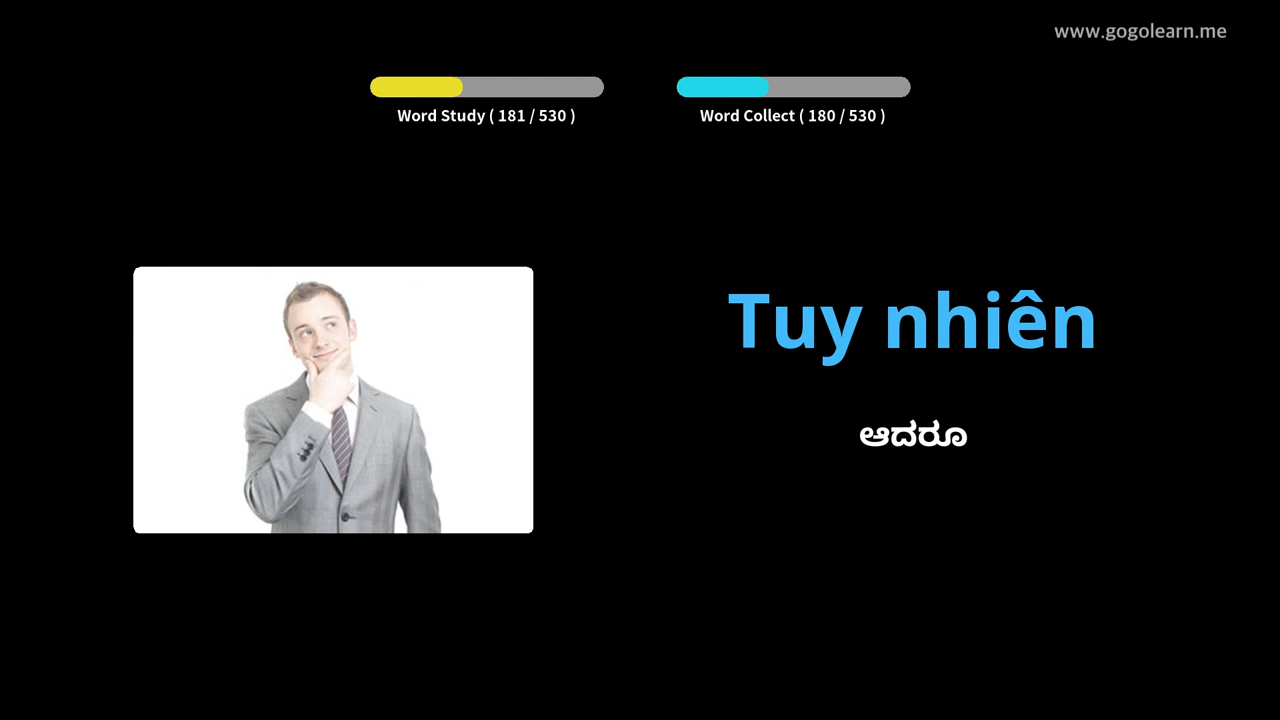 www.gogolearn.me
Word Study ( 181 / 530 )
Word Collect ( 180 / 530 )
Tuy nhiên
ಆದರೂ